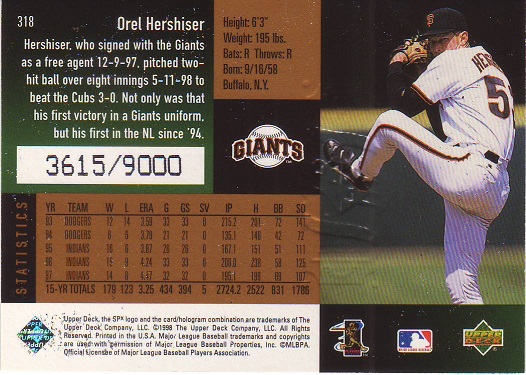 318
Orel Hershiser
Hershiser, who signed with the Giants
as a free agent 12-9-97, pitched two-
hit ball over eight innings 5-11-98 to
beat the Cubs 3-0. Not only was that
his first victory in a Giants uniform,
but his first in the NL since '94.
3615/9000
Height: 6'3"
Weight: 195 lbs.
Bats: R Throws: R
Born: 9/16/58
Buffalo, N.Y.
GIANTS
STATISTICS
YR TEAM W L ERA G GS SV IP H BB SO
93 DODGERS 12 14 3.59 33 33 0 215.2 201 72 141
94 DODGERS 6 6 3.79 21 0 135.1 146 42 72
95 INDIANS 16 6 3.87 26 0 167.1 151 51 111
96 INDIANS 15 9 33 33 0 206.0 238 58 125
97 INDIANS 14 6 4.47 32 32 0 107
15-YR TOTALS 179 123 3.25 434 394 5 2724.2 2522 831 1786
Upper Deck, the SPx logo and the card/hologram combination are trademarks of The
Upper Deck Company, LLC. ©1998 The Upper Deck Company, LLC. All Rights
Reserved. Printed in the U.S.A. Major League Baseball trademarks and copyrights
are used with permission of Major League Baseball Properties, Inc. ©MLBPA.
Official Licensee of Major League Baseball Players Association.
UPPER DECK